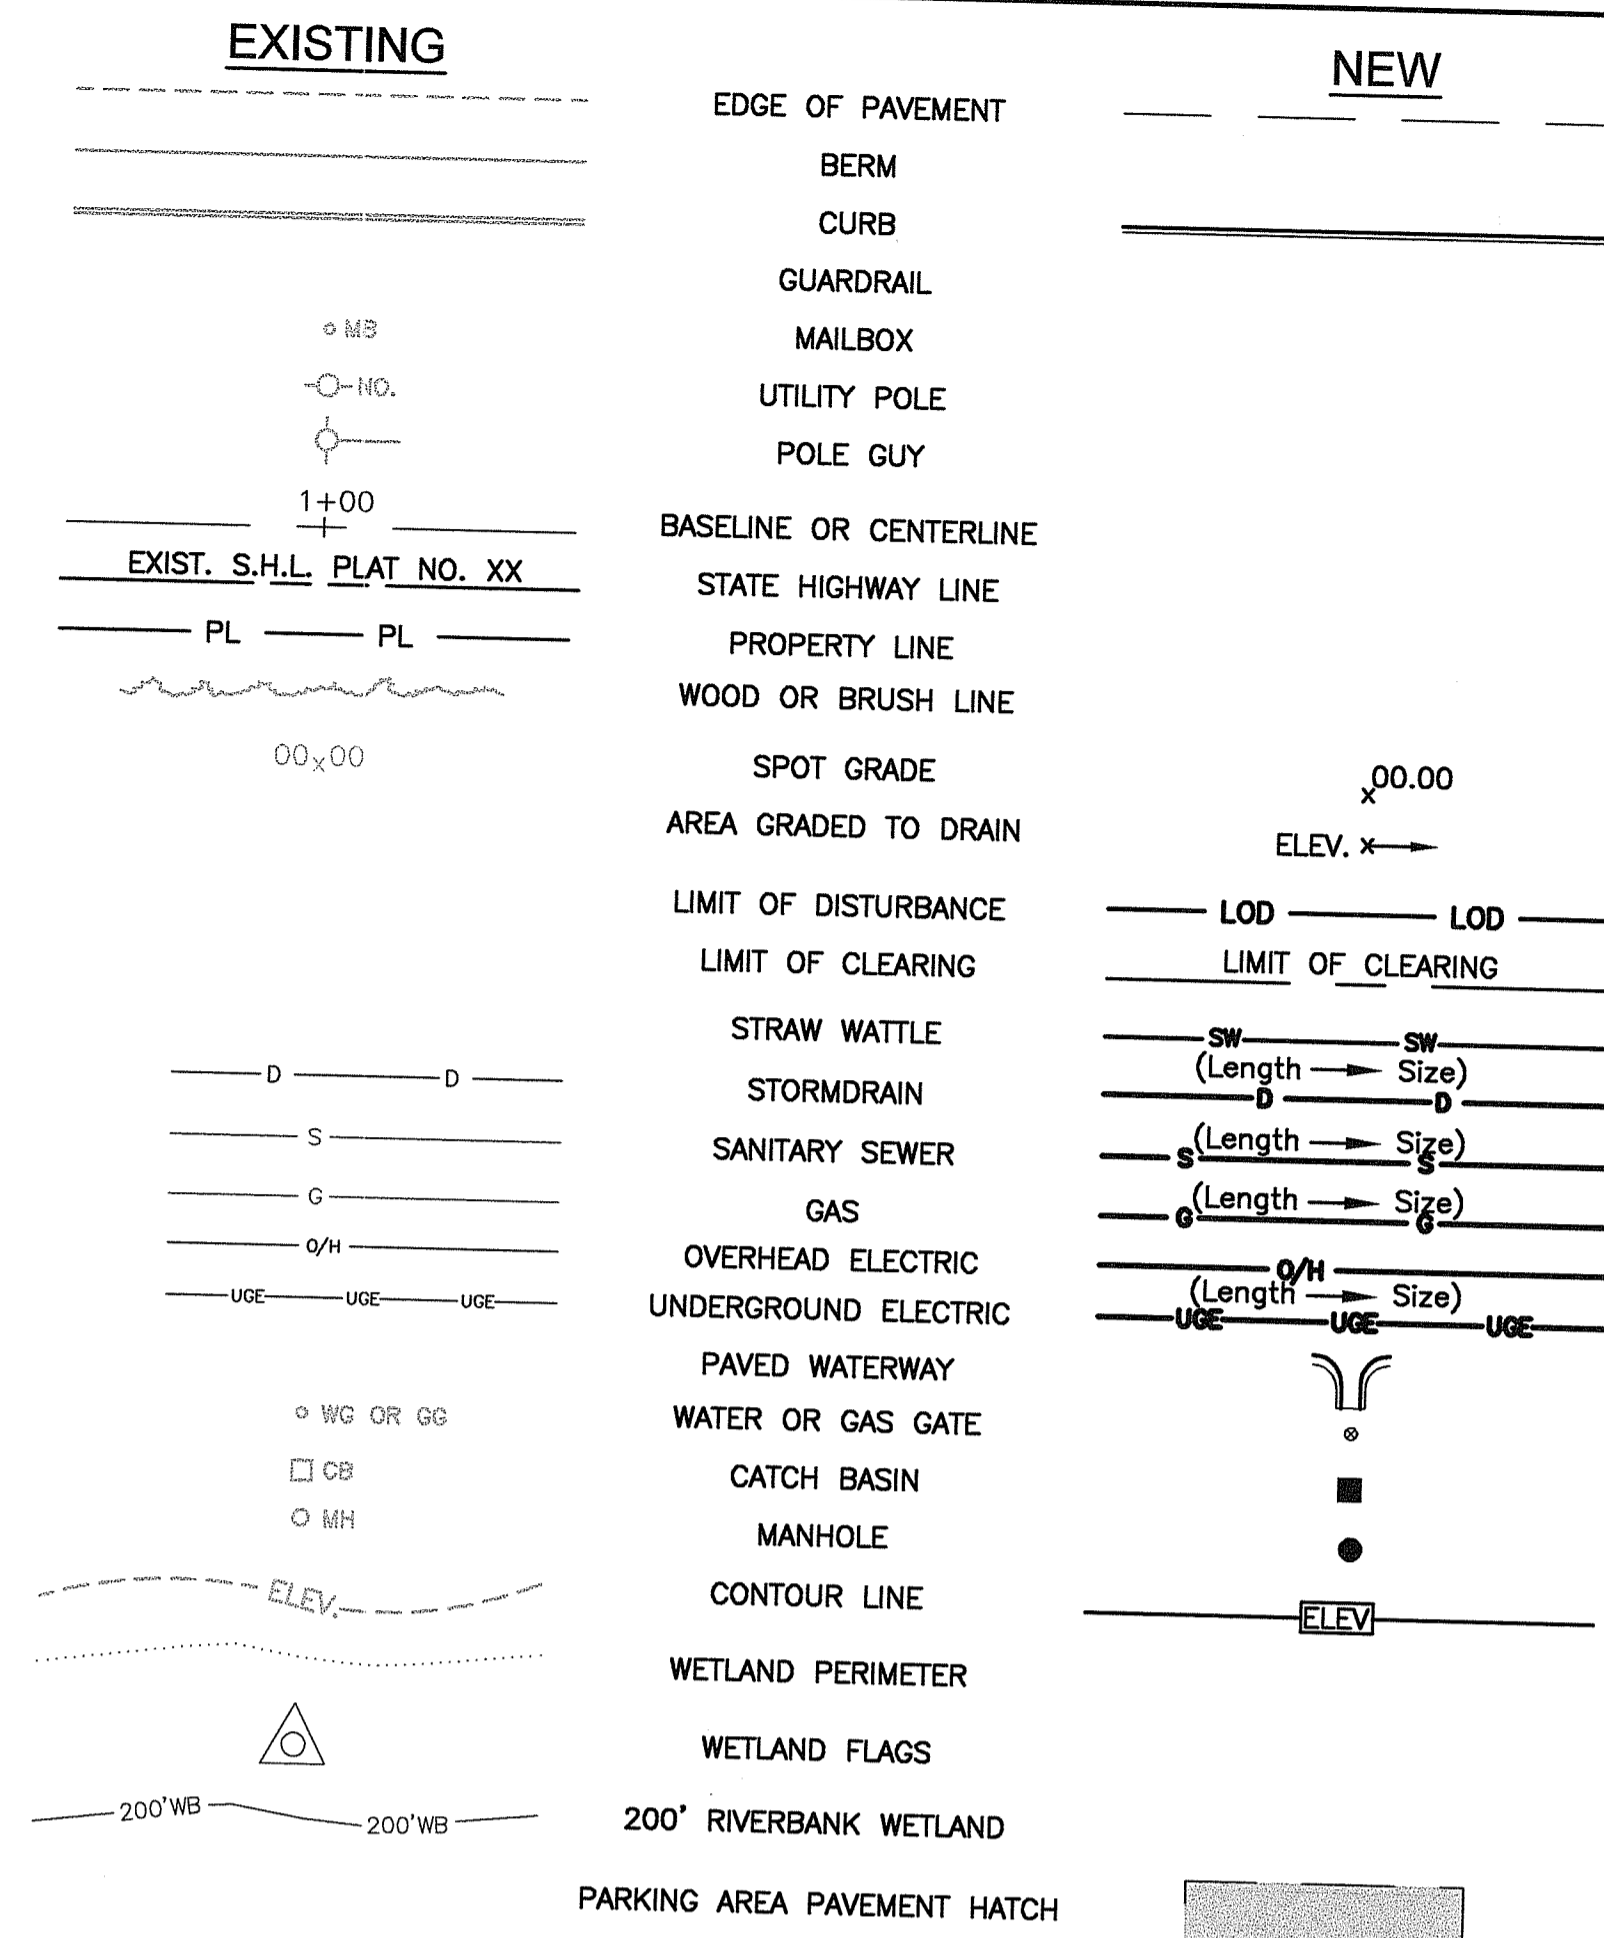 EXISTING
NEW
EDGE OF PAVEMENT
BERM
CURB
GUARDRAIL
MB MAILBOX
NO. UTILITY POLE
POLE GUY
1+00
BASELINE OR CENTERLINE
EXIST. S.H.L. PLAT NO. XX STATE HIGHWAY LINE
PL PL PROPERTY LINE
WOOD OR BRUSH LINE
00x00 SPOT GRADE x00.00
AREA GRADED TO DRAIN ELEV. x
LIMIT OF DISTURBANCE LOD LOD
LIMIT OF CLEARING LIMIT OF CLEARING
STRAW WATTLE SW SW
(Length Size)
D D STORMDRAIN D D
(Length Size)
S SANITARY SEWER S S
(Length Size)
G GAS G G
O/H OVERHEAD ELECTRIC O/H
(Length Size)
UGE UGE UGE UNDERGROUND ELECTRIC UGE UGE UGE
PAVED WATERWAY
WG OR GG WATER OR GAS GATE
CB CATCH BASIN
MH MANHOLE
ELEV. CONTOUR LINE ELEV
WETLAND PERIMETER
WETLAND FLAGS
200'WB 200'WB 200' RIVERBANK WETLAND
PARKING AREA PAVEMENT HATCH